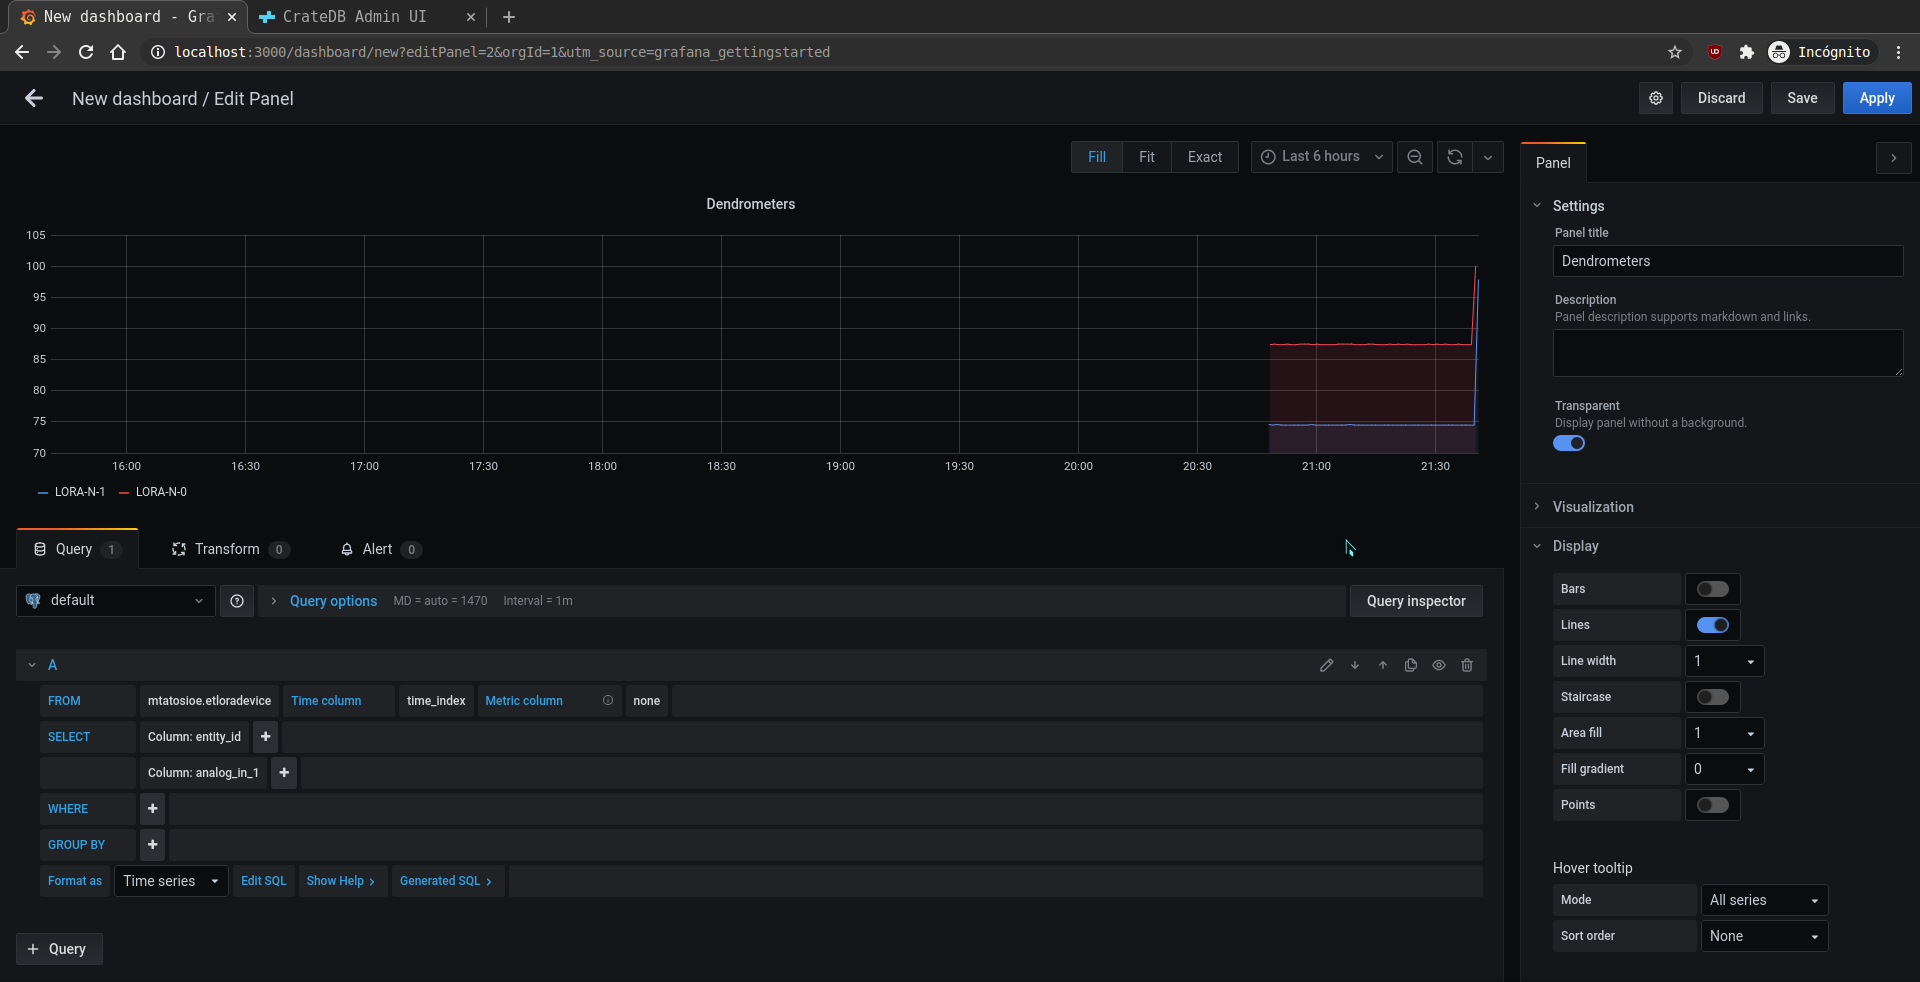 New dashboard - Gra
CrateDB Admin UI
localhost:3000/dashboard/new?editPanel=2&orgId=1&utm_source=grafana_gettingstarted
UD
Incógnito
New dashboard / Edit Panel
Discard
Save
Apply
Fill
Fit
Exact
Last 6 hours
Dendrometers
105
100
95
90
85
80
75
70
16:00 16:30 17:00 17:30 18:00 18:30 19:00 19:30 20:00 20:30 21:00 21:30
LORA-N-1 LORA-N-0
Query 1
Transform 0
Alert 0
default
Query options MD = auto = 1470 Interval = 1m
Query inspector
A
FROM mtatosioe.etloradevice Time column time_index Metric column none
SELECT Column: entity_id +
Column: analog_in_1 +
WHERE +
GROUP BY +
Format as Time series Edit SQL Show Help > Generated SQL >
+ Query
Panel
Settings
Panel title
Dendrometers
Description
Panel description supports markdown and links.
Transparent
Display panel without a background.
Visualization
Display
Bars
Lines
Line width 1
Staircase
Area fill 1
Fill gradient 0
Points
Hover tooltip
Mode All series
Sort order None